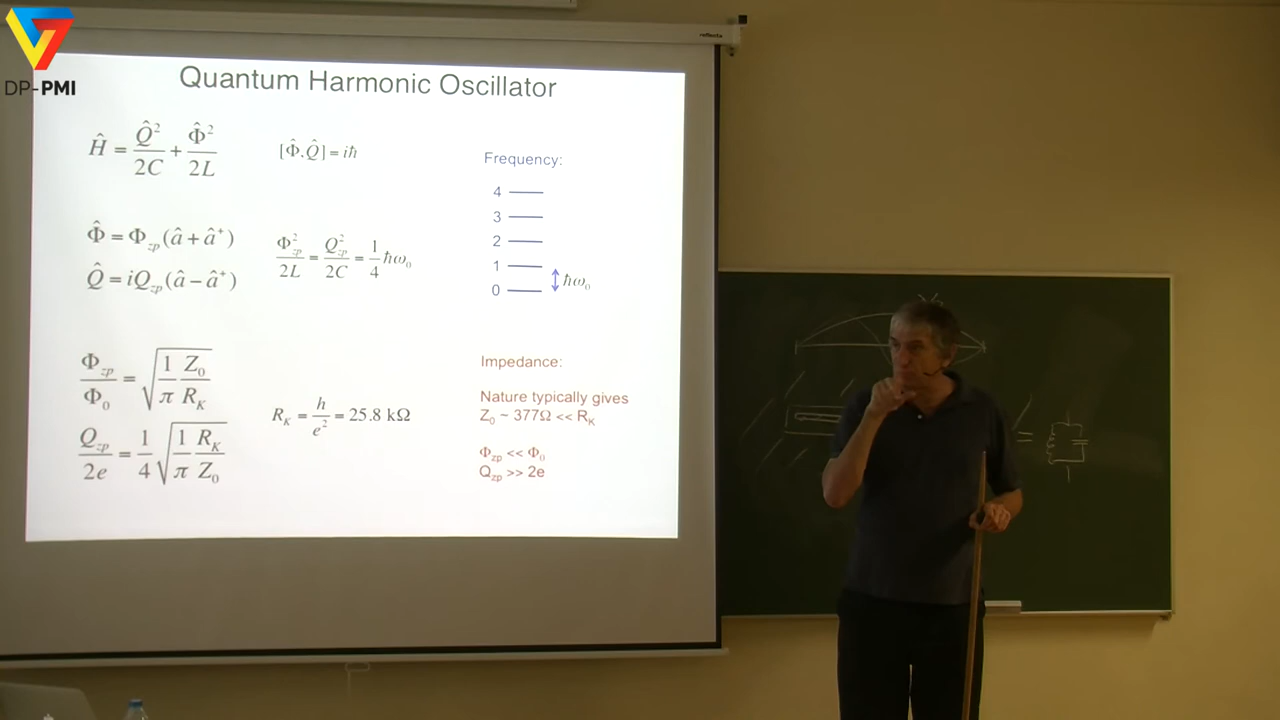 DP-PMI
reflecta
Quantum Harmonic Oscillator
Ĥ = Q̂²/2C + Φ̂²/2L
[Φ̂,Q̂] = iħ
Frequency:
4
3
2
1
0
ħω₀
Φ̂ = Φ_zp(â + â⁺)
Q̂ = iQ_zp(â − â⁺)
Φ²_zp/2L = Q²_zp/2C = 1/4 ħω₀
Φ_zp/Φ₀ = √(1/π Z₀/R_K)
Q_zp/2e = 1/4 √(1/π R_K/Z₀)
R_K = h/e² = 25.8 kΩ
Impedance:
Nature typically gives
Z₀ ~ 377Ω << R_K
Φ_zp << Φ₀
Q_zp >> 2e